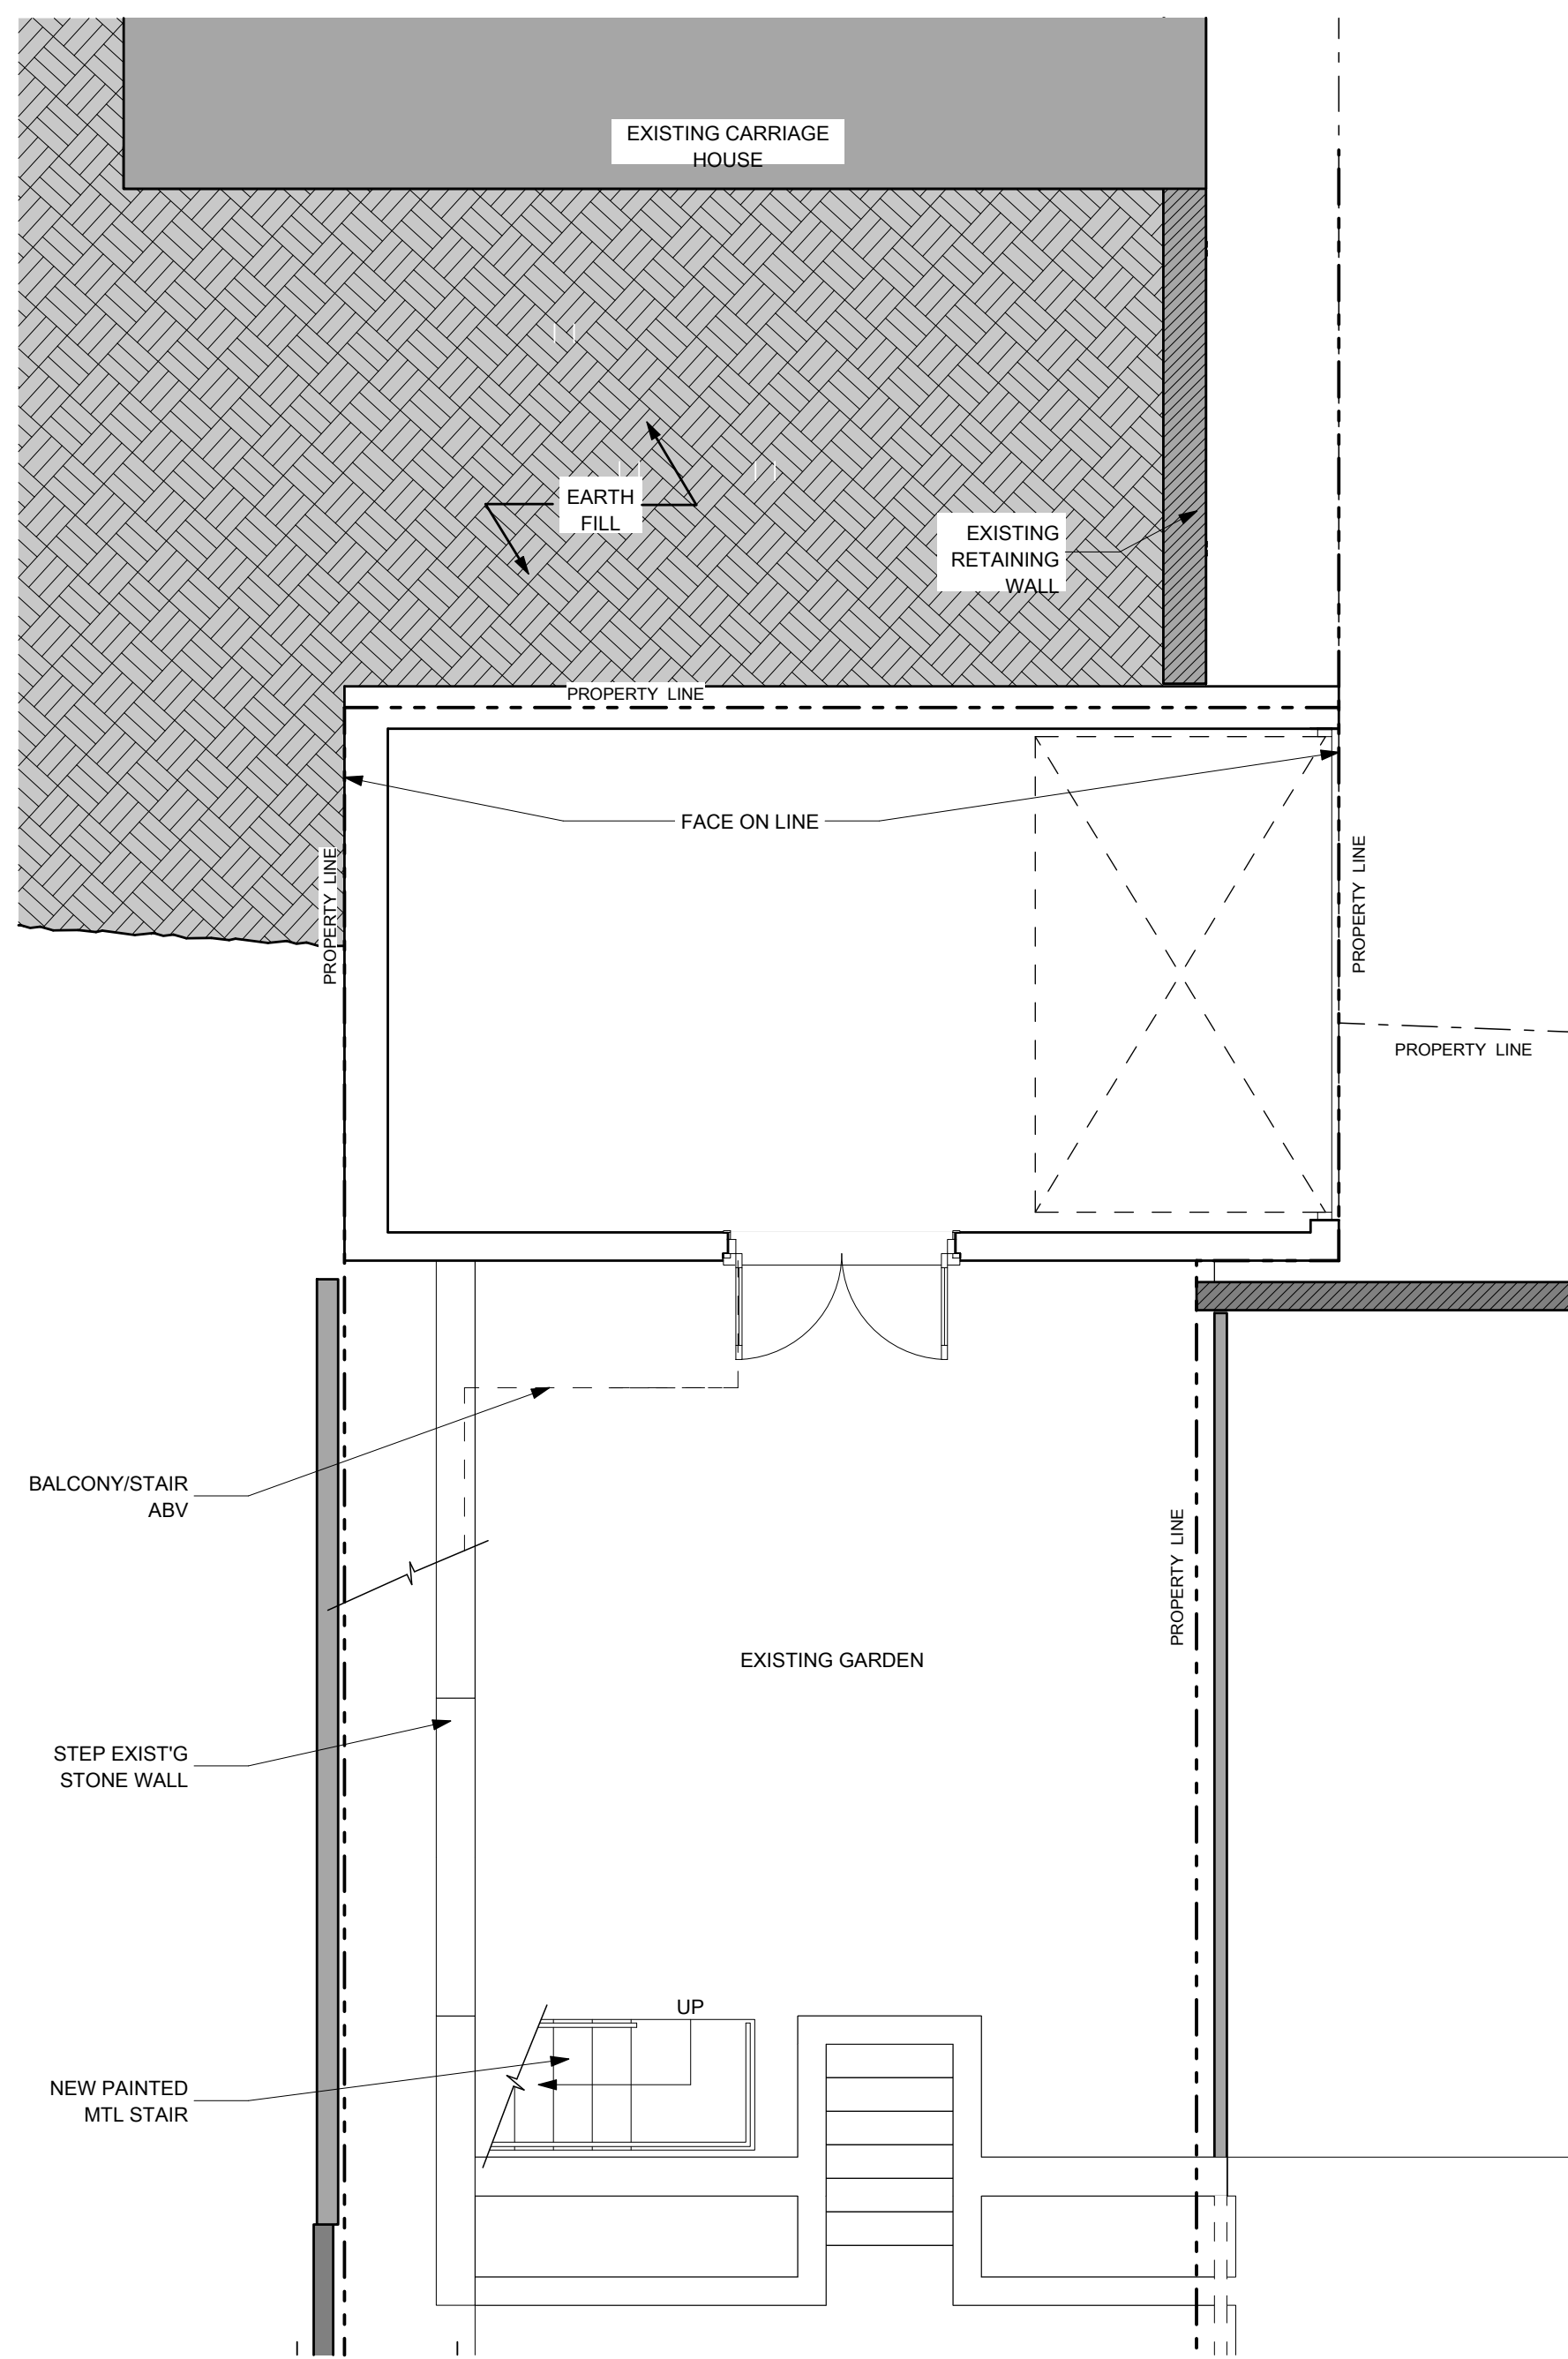 EXISTING CARRIAGE
HOUSE
EARTH
FILL
EXISTING
RETAINING
WALL
PROPERTY LINE
FACE ON LINE
PROPERTY LINE
PROPERTY LINE
PROPERTY LINE
BALCONY/STAIR
ABV
PROPERTY LINE
EXISTING GARDEN
STEP EXIST'G
STONE WALL
UP
NEW PAINTED
MTL STAIR